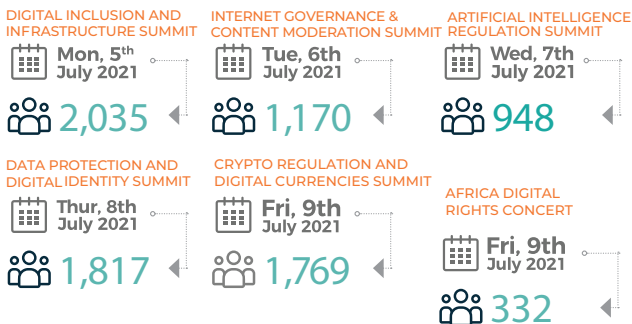 DIGITAL INCLUSION AND
INFRASTRUCTURE SUMMIT
Mon, 5th
July 2021
2,035
INTERNET GOVERNANCE &
CONTENT MODERATION SUMMIT
Tue, 6th
July 2021
1,170
ARTIFICIAL INTELLIGENCE
REGULATION SUMMIT
Wed, 7th
July 2021
948
DATA PROTECTION AND
DIGITAL IDENTITY SUMMIT
Thur, 8th
July 2021
1,817
CRYPTO REGULATION AND
DIGITAL CURRENCIES SUMMIT
Fri, 9th
July 2021
1,769
AFRICA DIGITAL
RIGHTS CONCERT
Fri, 9th
July 2021
332